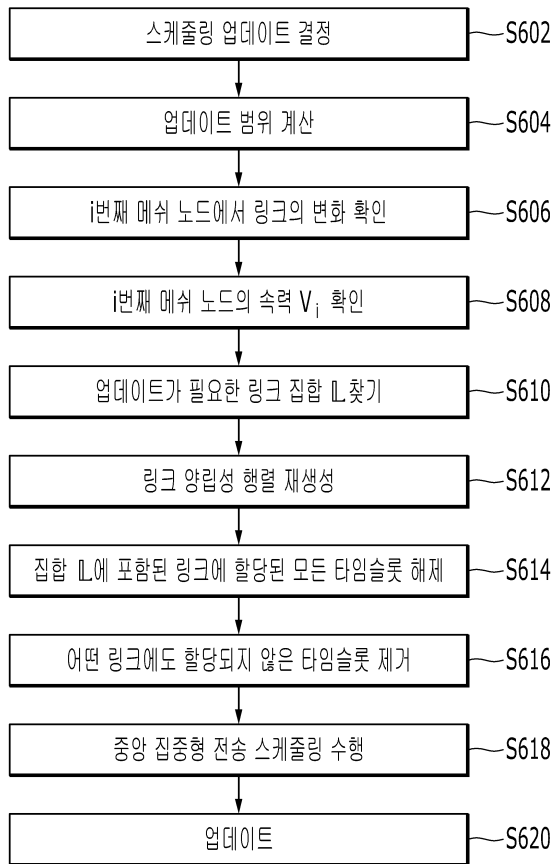 스케줄링 업데이트 결정 S602
업데이트 범위 계산 S604
i번째 메쉬 노드에서 링크의 변화 확인 S606
i번째 메쉬 노드의 속력 V i 확인 S608
업데이트가 필요한 링크 집합 𝕃 찾기 S610
링크 양립성 행렬 재생성 S612
집합 𝕃에 포함된 링크에 할당된 모든 타임슬롯 해제 S614
어떤 링크에도 할당되지 않은 타임슬롯 제거 S616
중앙 집중형 전송 스케줄링 수행 S618
업데이트 S620